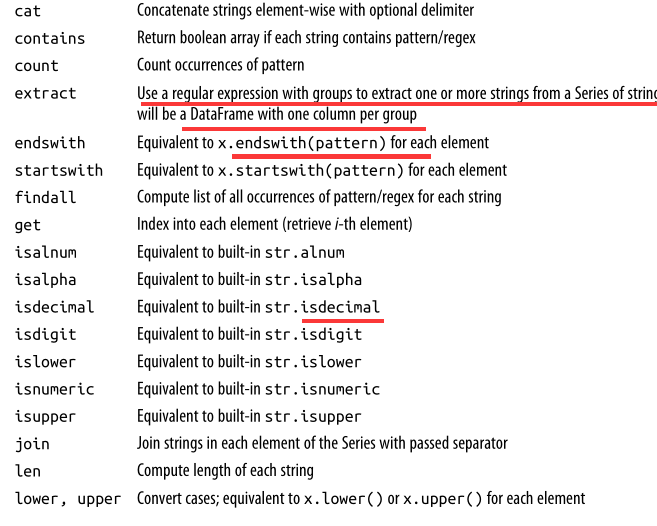 cat Concatenate strings element-wise with optional delimiter
contains Return boolean array if each string contains pattern/regex
count Count occurrences of pattern
extract Use a regular expression with groups to extract one or more strings from a Series of string
will be a DataFrame with one column per group
endswith Equivalent to x.endswith(pattern) for each element
startswith Equivalent to x.startswith(pattern) for each element
findall Compute list of all occurrences of pattern/regex for each string
get Index into each element (retrieve i-th element)
isalnum Equivalent to built-in str.alnum
isalpha Equivalent to built-in str.isalpha
isdecimal Equivalent to built-in str.isdecimal
isdigit Equivalent to built-in str.isdigit
islower Equivalent to built-in str.islower
isnumeric Equivalent to built-in str.isnumeric
isupper Equivalent to built-in str.isupper
join Join strings in each element of the Series with passed separator
len Compute length of each string
lower, upper Convert cases; equivalent to x.lower() or x.upper() for each element